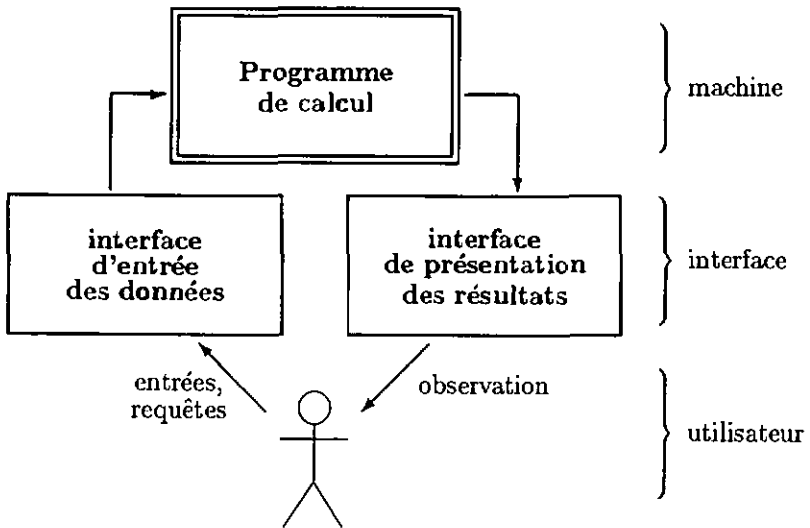 Programme
de calcul
machine
interface
d'entrée
des données
interface
de présentation
des résultats
interface
entrées,
requêtes
observation
utilisateur